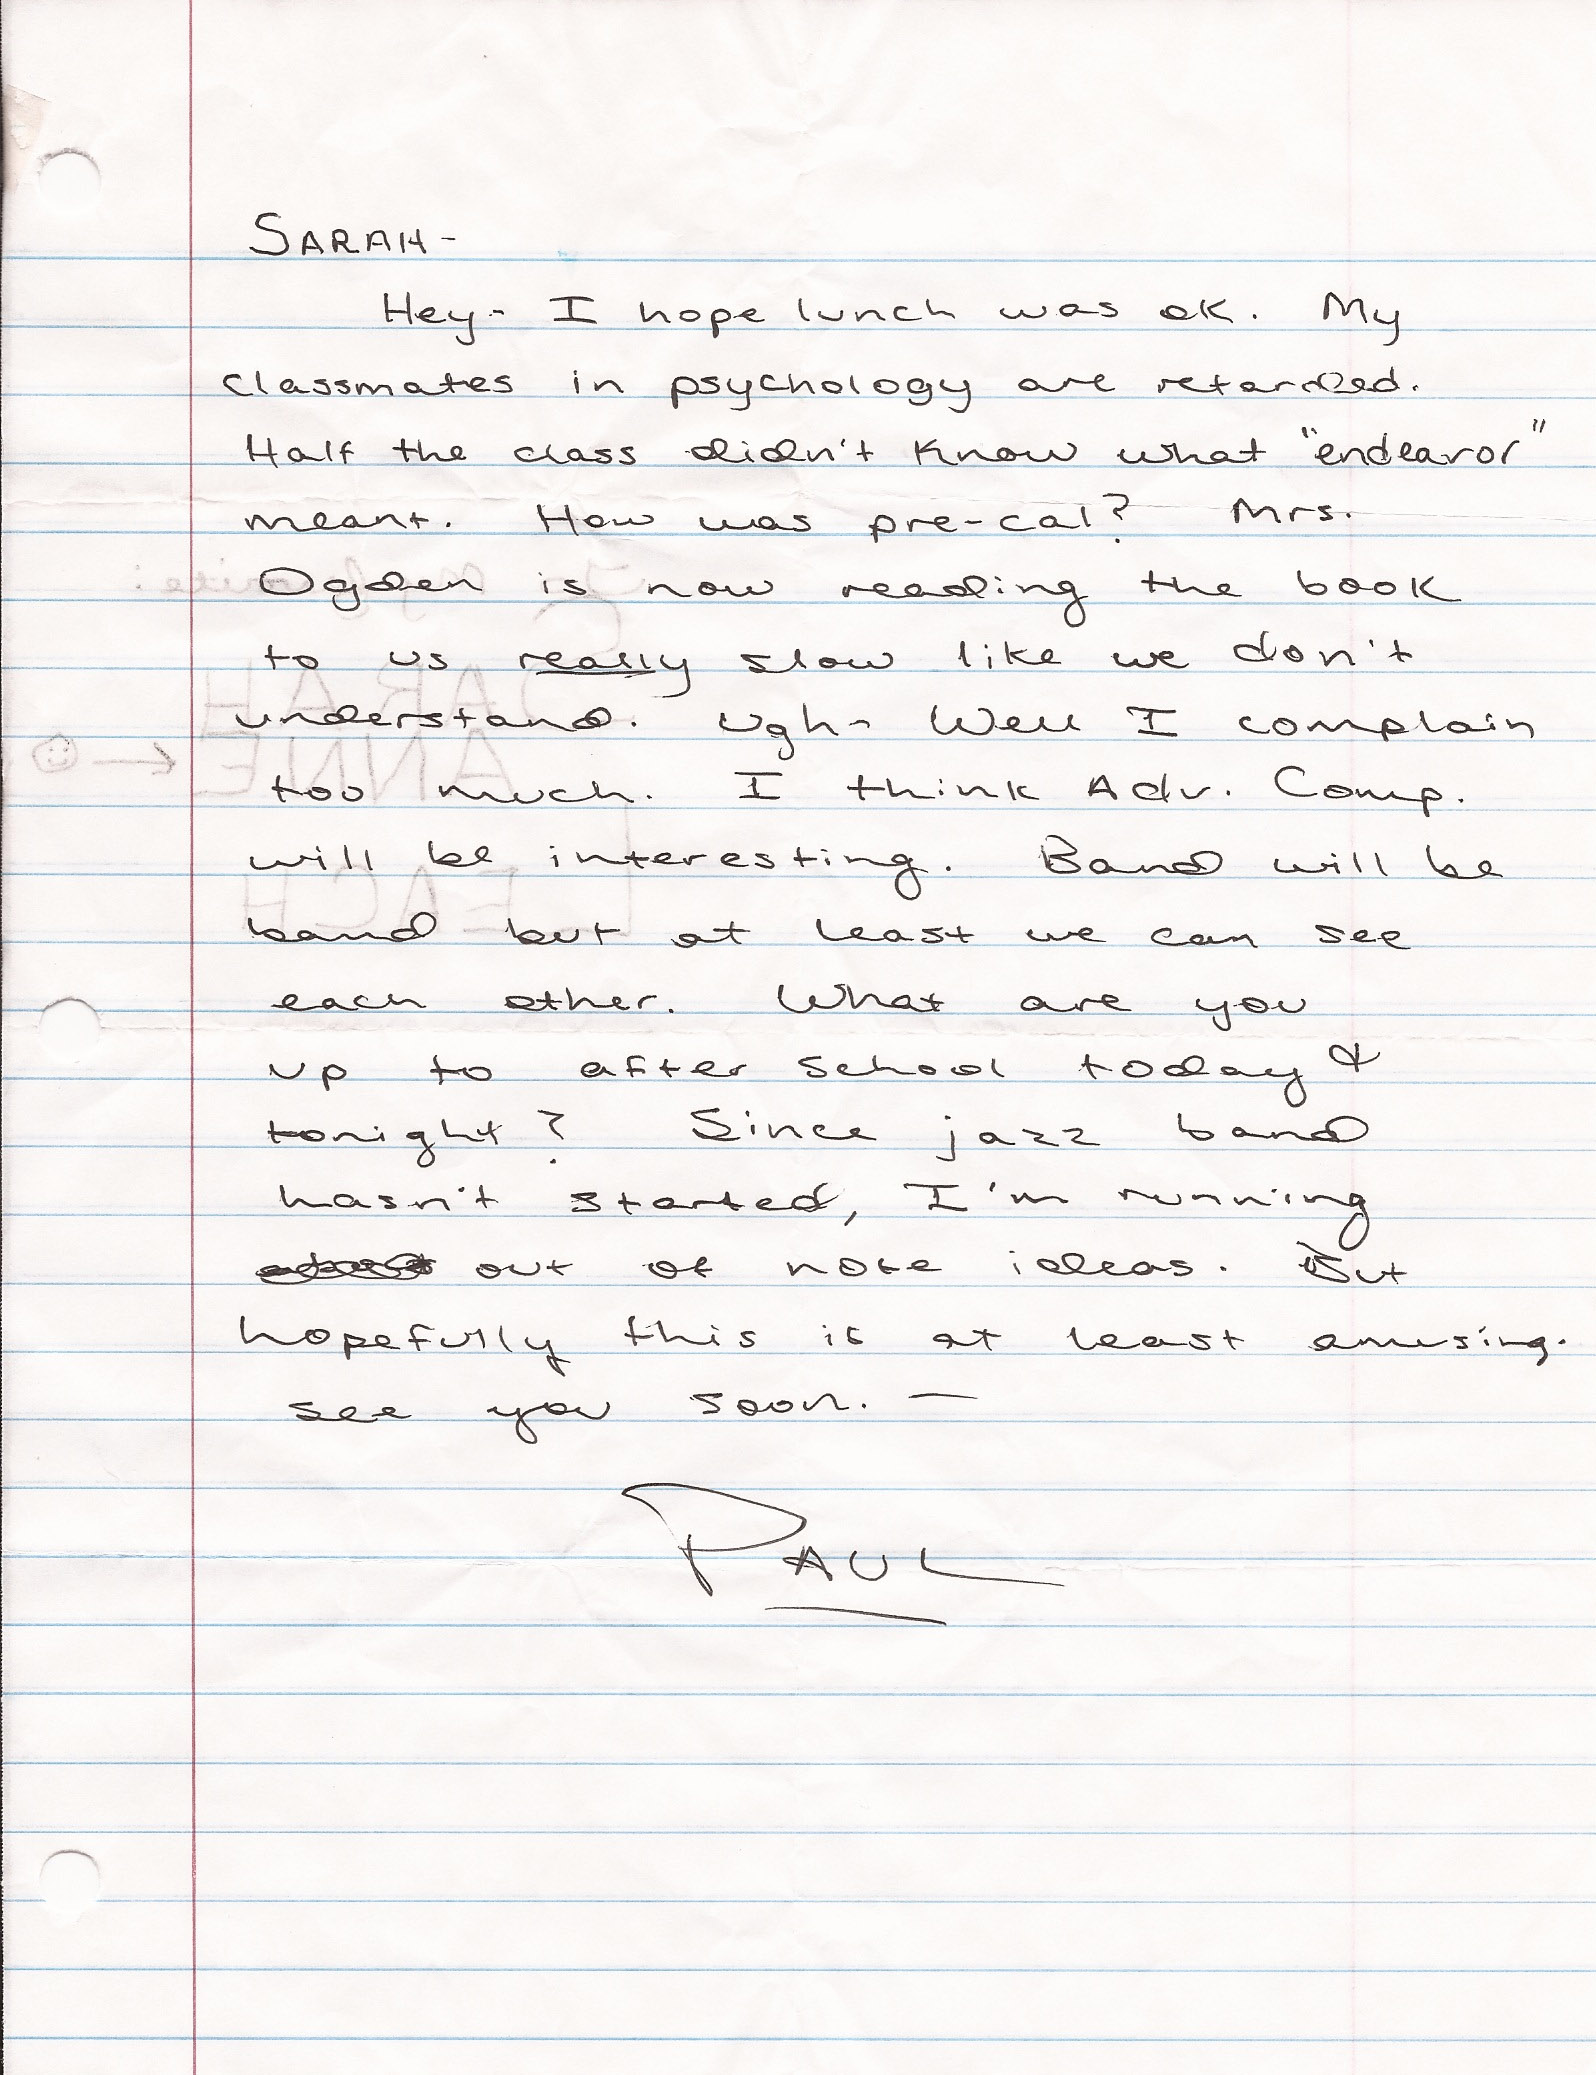 SARAH-
Hey- I hope lunch was ok. My
classmates in psychology are retarded.
Half the class didn't know what "endeavor"
meant. How was pre-cal? Mrs.
Ogden is now reading the book
to us really slow like we don't
understand. Ugh- Well I complain
too much. I think Adv. Comp.
will be interesting. Band will be
band but at least we can see
each other. What are you
up to after school today &
tonight? Since jazz band
hasn't started, I'm running
out of note ideas. But
hopefully this is at least amusing.
see you soon. —
PAUL
SARAH
ANNE